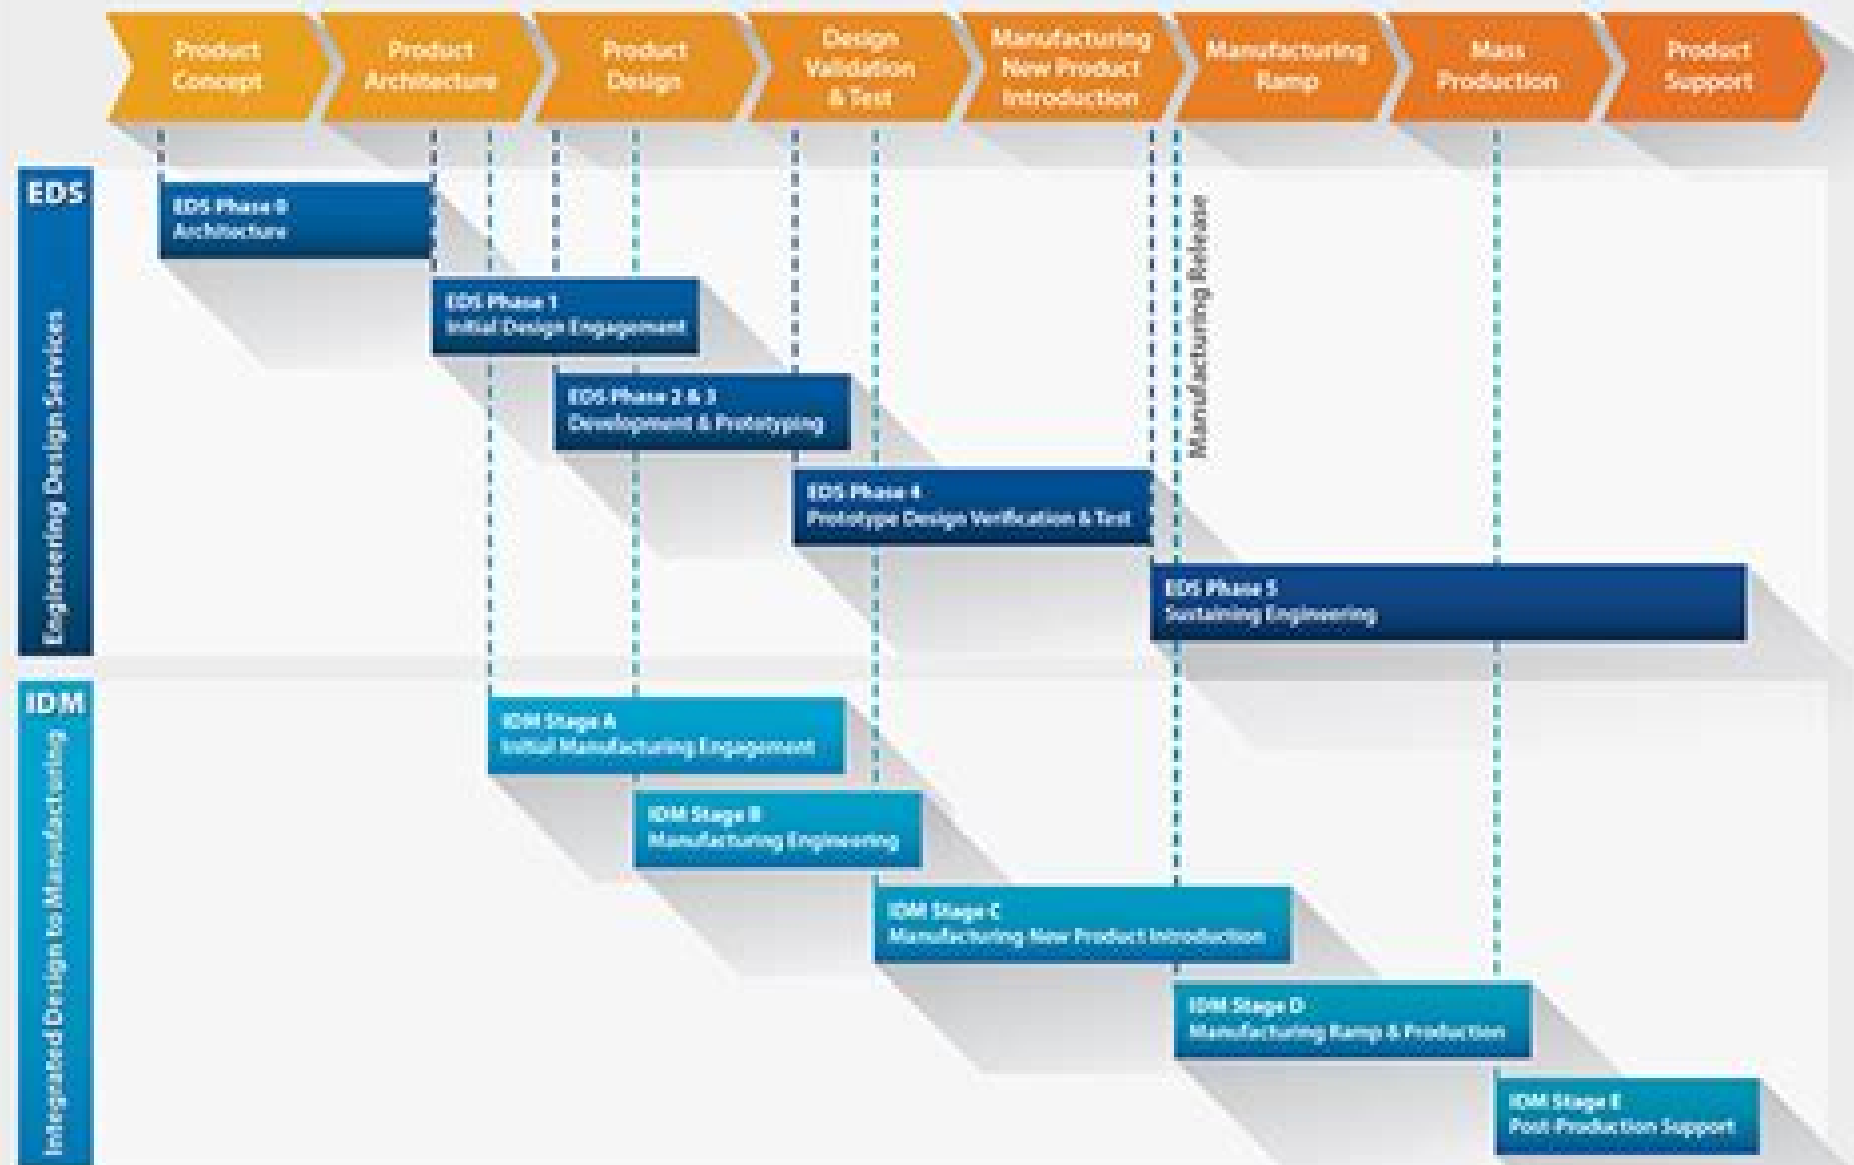 Product
Concept
Product
Architecture
Product
Design
Design
Validation
& Test
Manufacturing
New Product
Introduction
Manufacturing
Ramp
Mass
Production
Product
Support
EDS
Engineering Design Services
EDS Phase 0
Architecture
EDS Phase 1
Initial Design Engagement
EDS Phase 2 & 3
Development & Prototyping
EDS Phase 4
Prototype Design Verification & Test
EDS Phase 5
Sustaining Engineering
Manufacturing Release
IDM
Integrated Design to Manufacturing
IDM Stage A
Initial Manufacturing Engagement
IDM Stage B
Manufacturing Engineering
IDM Stage C
Manufacturing New Product Introduction
IDM Stage D
Manufacturing Ramp & Production
IDM Stage E
Post-Production Support